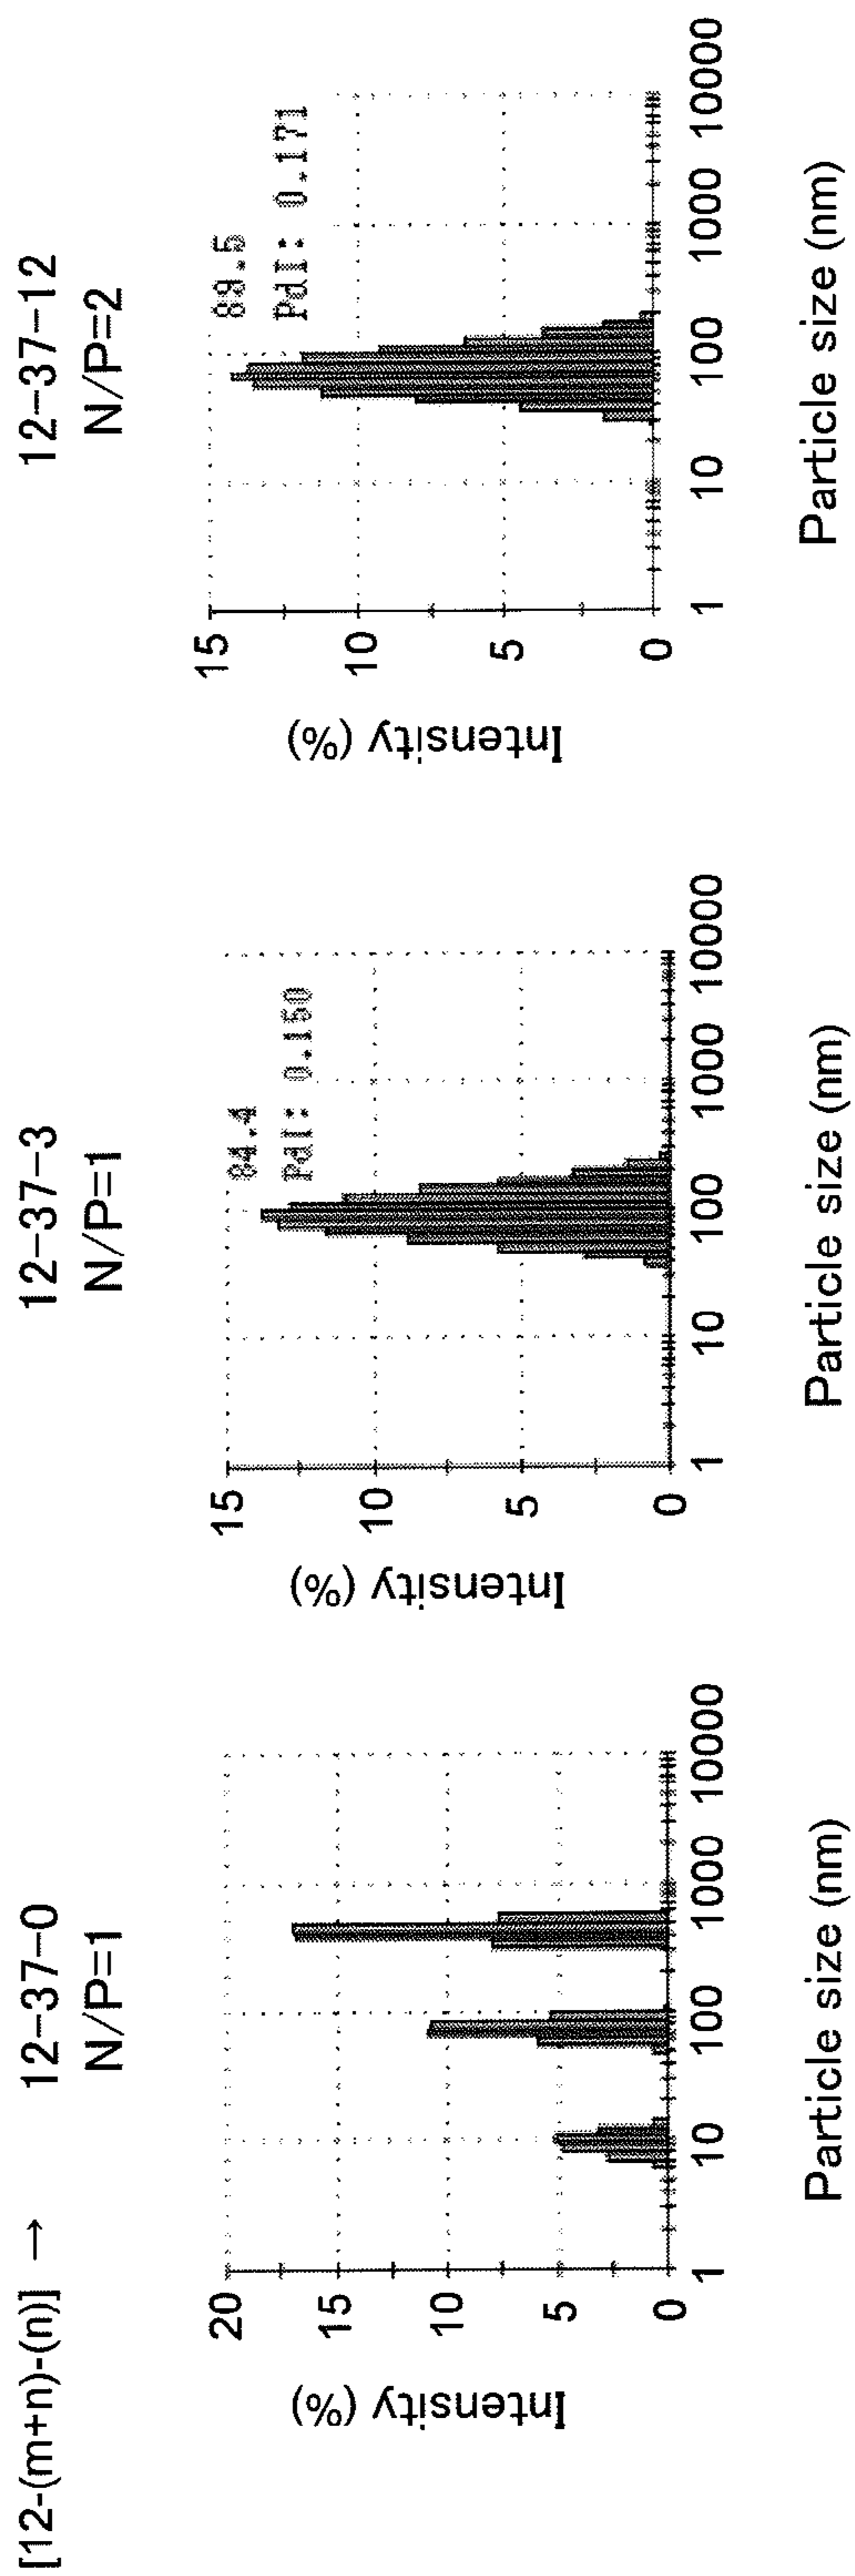 [12-(m+n)-(n)] →
12-37-0
N/P=1
Intensity (%)
20
15
10
5
0
1
10
100
1000
10000
Particle size (nm)
12-37-3
N/P=1
Intensity (%)
15
10
5
0
84.4
PdI: 0.150
1
10
100
1000
10000
Particle size (nm)
12-37-12
N/P=2
Intensity (%)
15
10
5
0
PdI: 0.171
1
10
100
1000
10000
Particle size (nm)